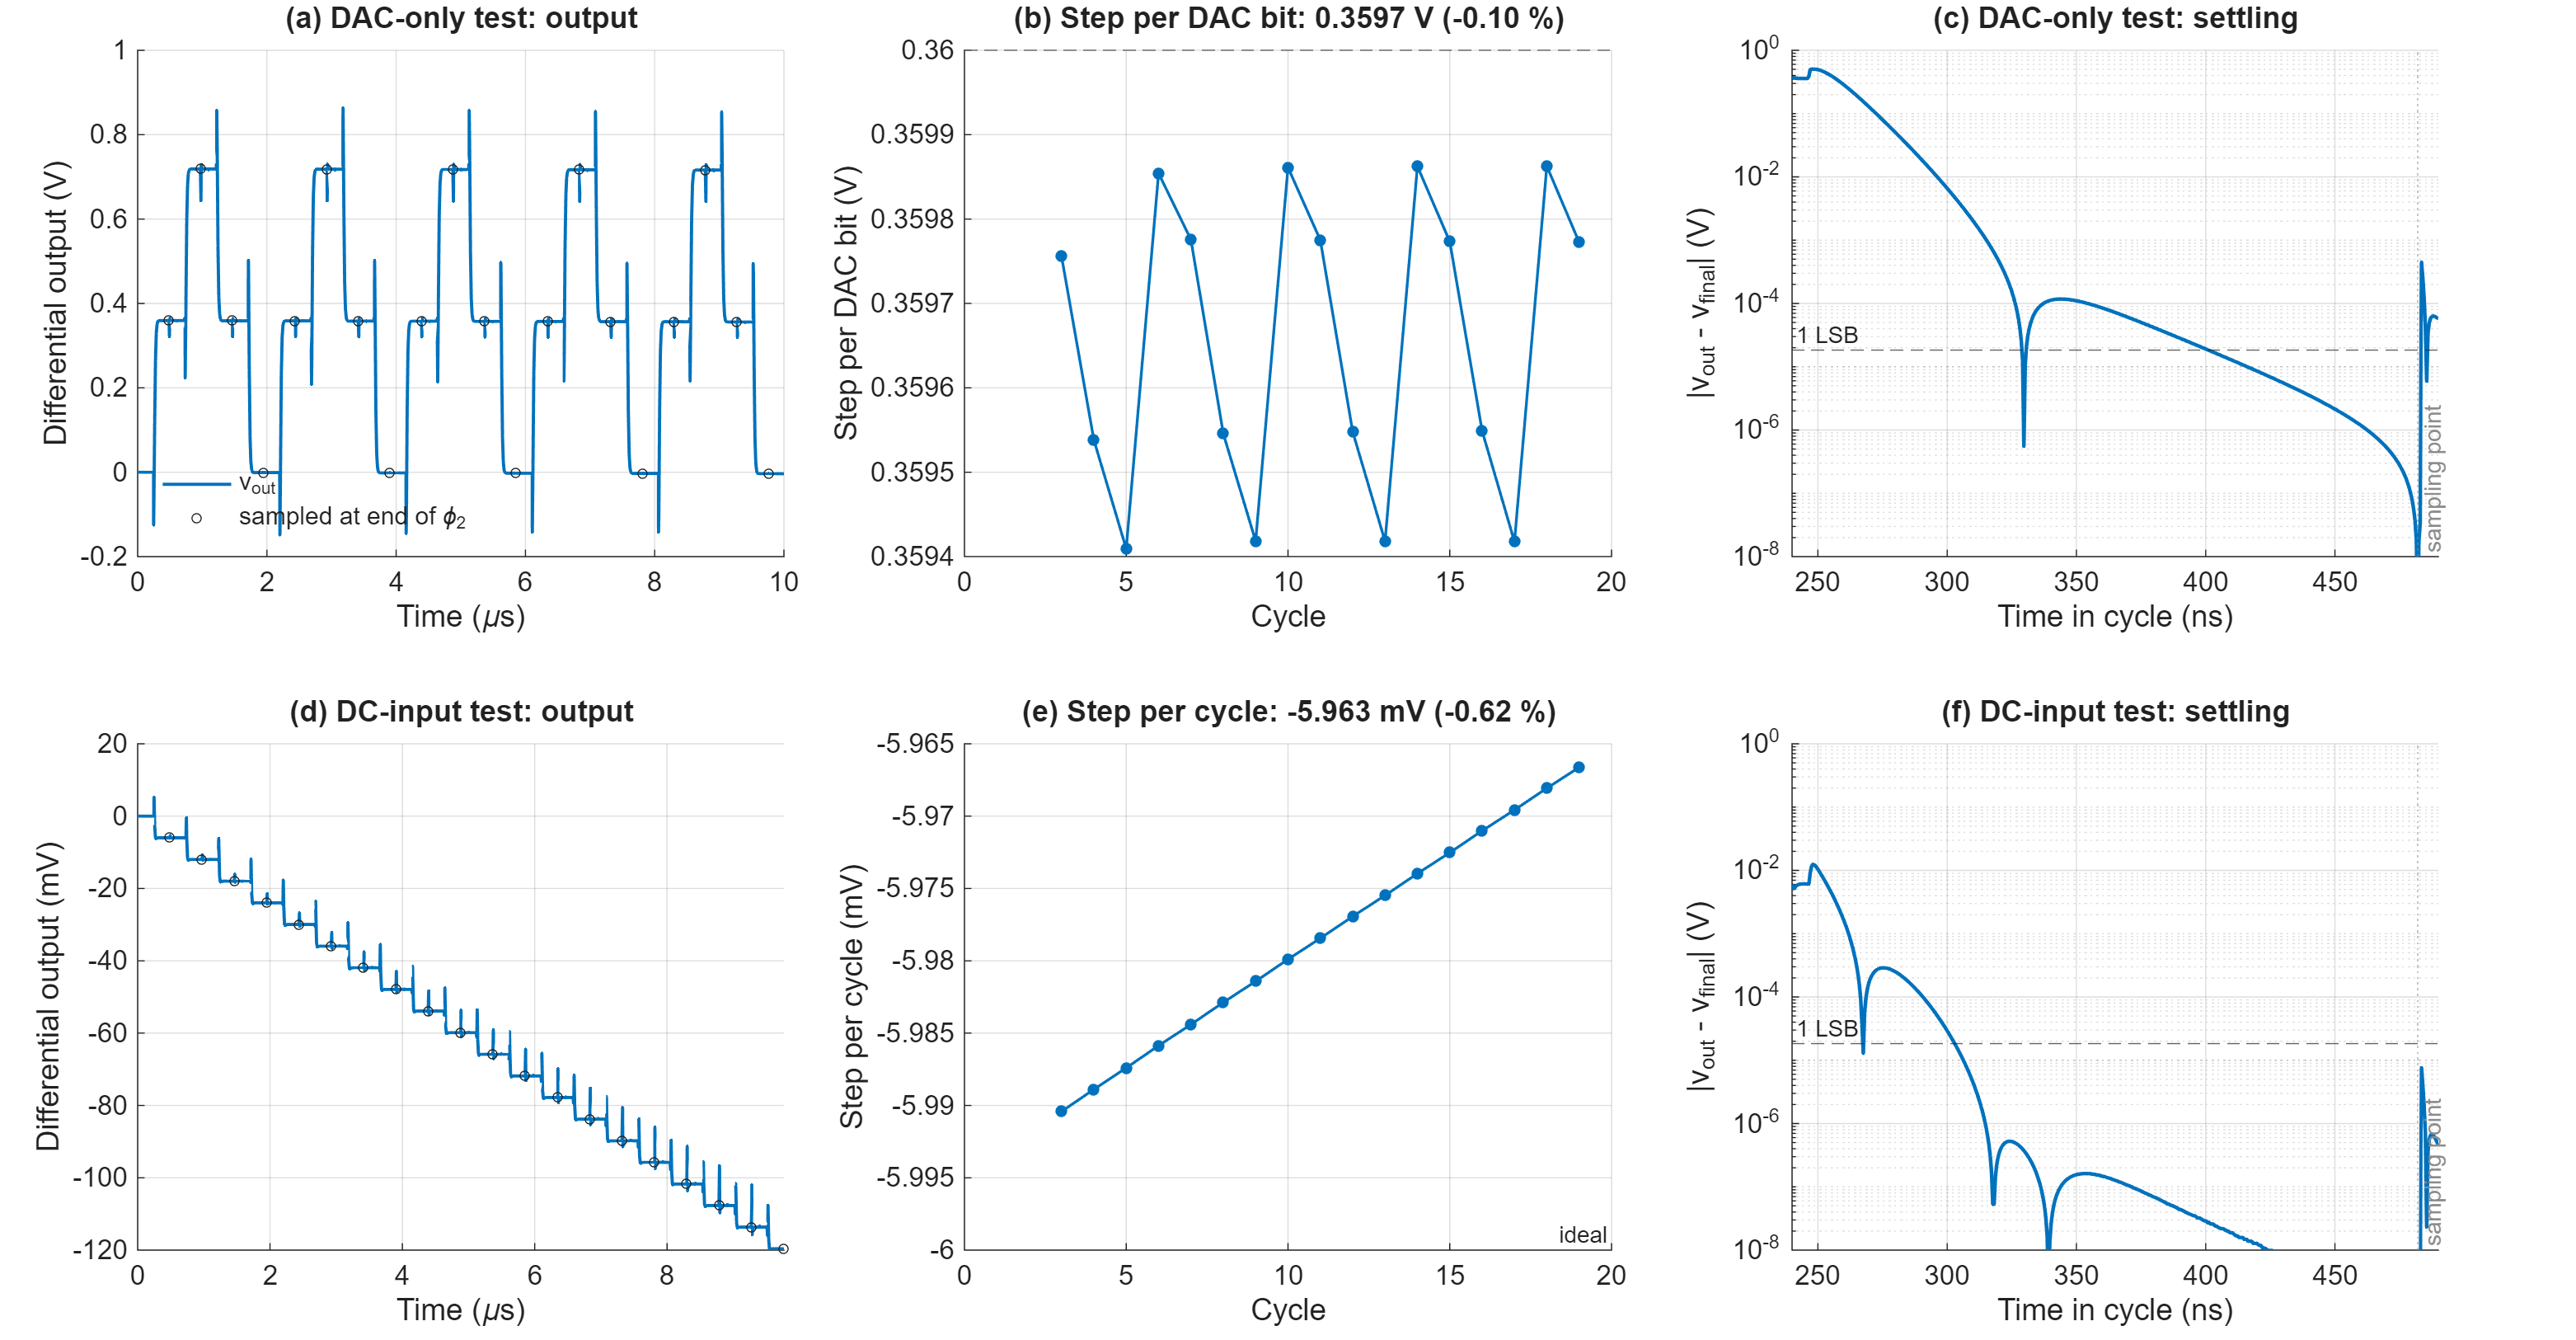 (a) DAC-only test: output
1
0.8
0.6
0.4
0.2
0
-0.2
Differential output (V)
0 2 4 6 8 10
Time (μs)
vout
sampled at end of ϕ2
(b) Step per DAC bit: 0.3597 V (-0.10 %)
0.36
0.3599
0.3598
0.3597
0.3596
0.3595
0.3594
Step per DAC bit (V)
0 5 10 15 20
Cycle
(c) DAC-only test: settling
10^0
10^-2
10^-4
10^-6
10^-8
|vout - vfinal| (V)
1 LSB
sampling point
250 300 350 400 450
Time in cycle (ns)
(d) DC-input test: output
20
0
-20
-40
-60
-80
-100
-120
Differential output (mV)
0 2 4 6 8
Time (μs)
(e) Step per cycle: -5.963 mV (-0.62 %)
-5.965
-5.97
-5.975
-5.98
-5.985
-5.99
-5.995
-6
Step per cycle (mV)
ideal
0 5 10 15 20
Cycle
(f) DC-input test: settling
10^0
10^-2
10^-4
10^-6
10^-8
|vout - vfinal| (V)
1 LSB
sampling point
250 300 350 400 450
Time in cycle (ns)